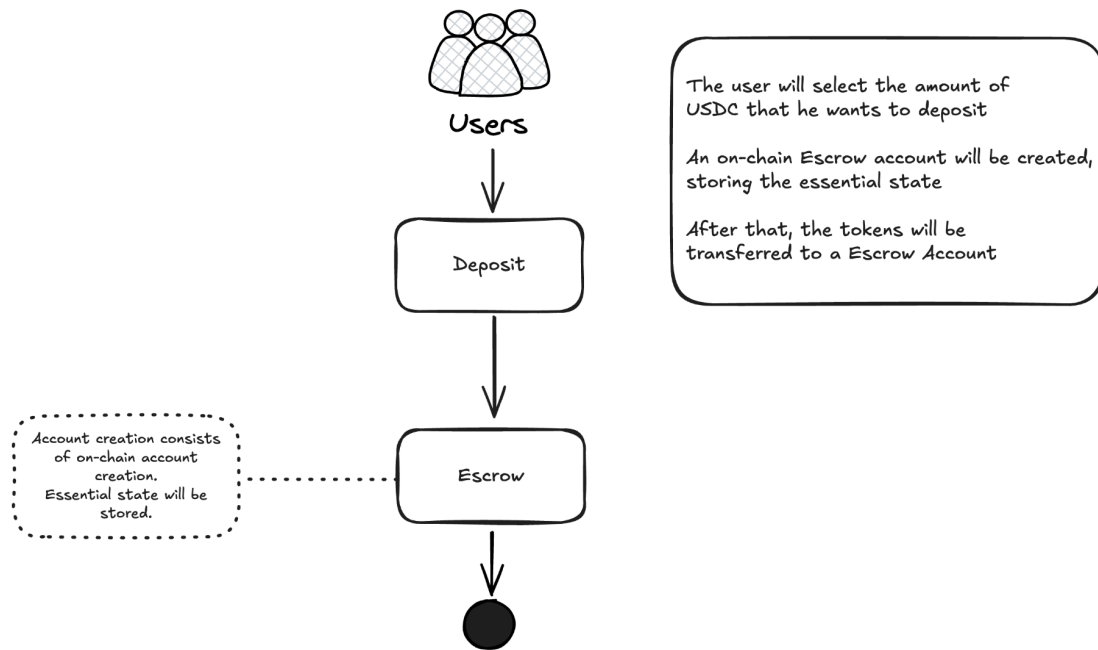 Users
The user will select the amount of
USDC that he wants to deposit
An on-chain Escrow account will be created,
storing the essential state
After that, the tokens will be
transferred to a Escrow Account
Deposit
Account creation consists
of on-chain account
creation.
Essential state will be
stored.
Escrow